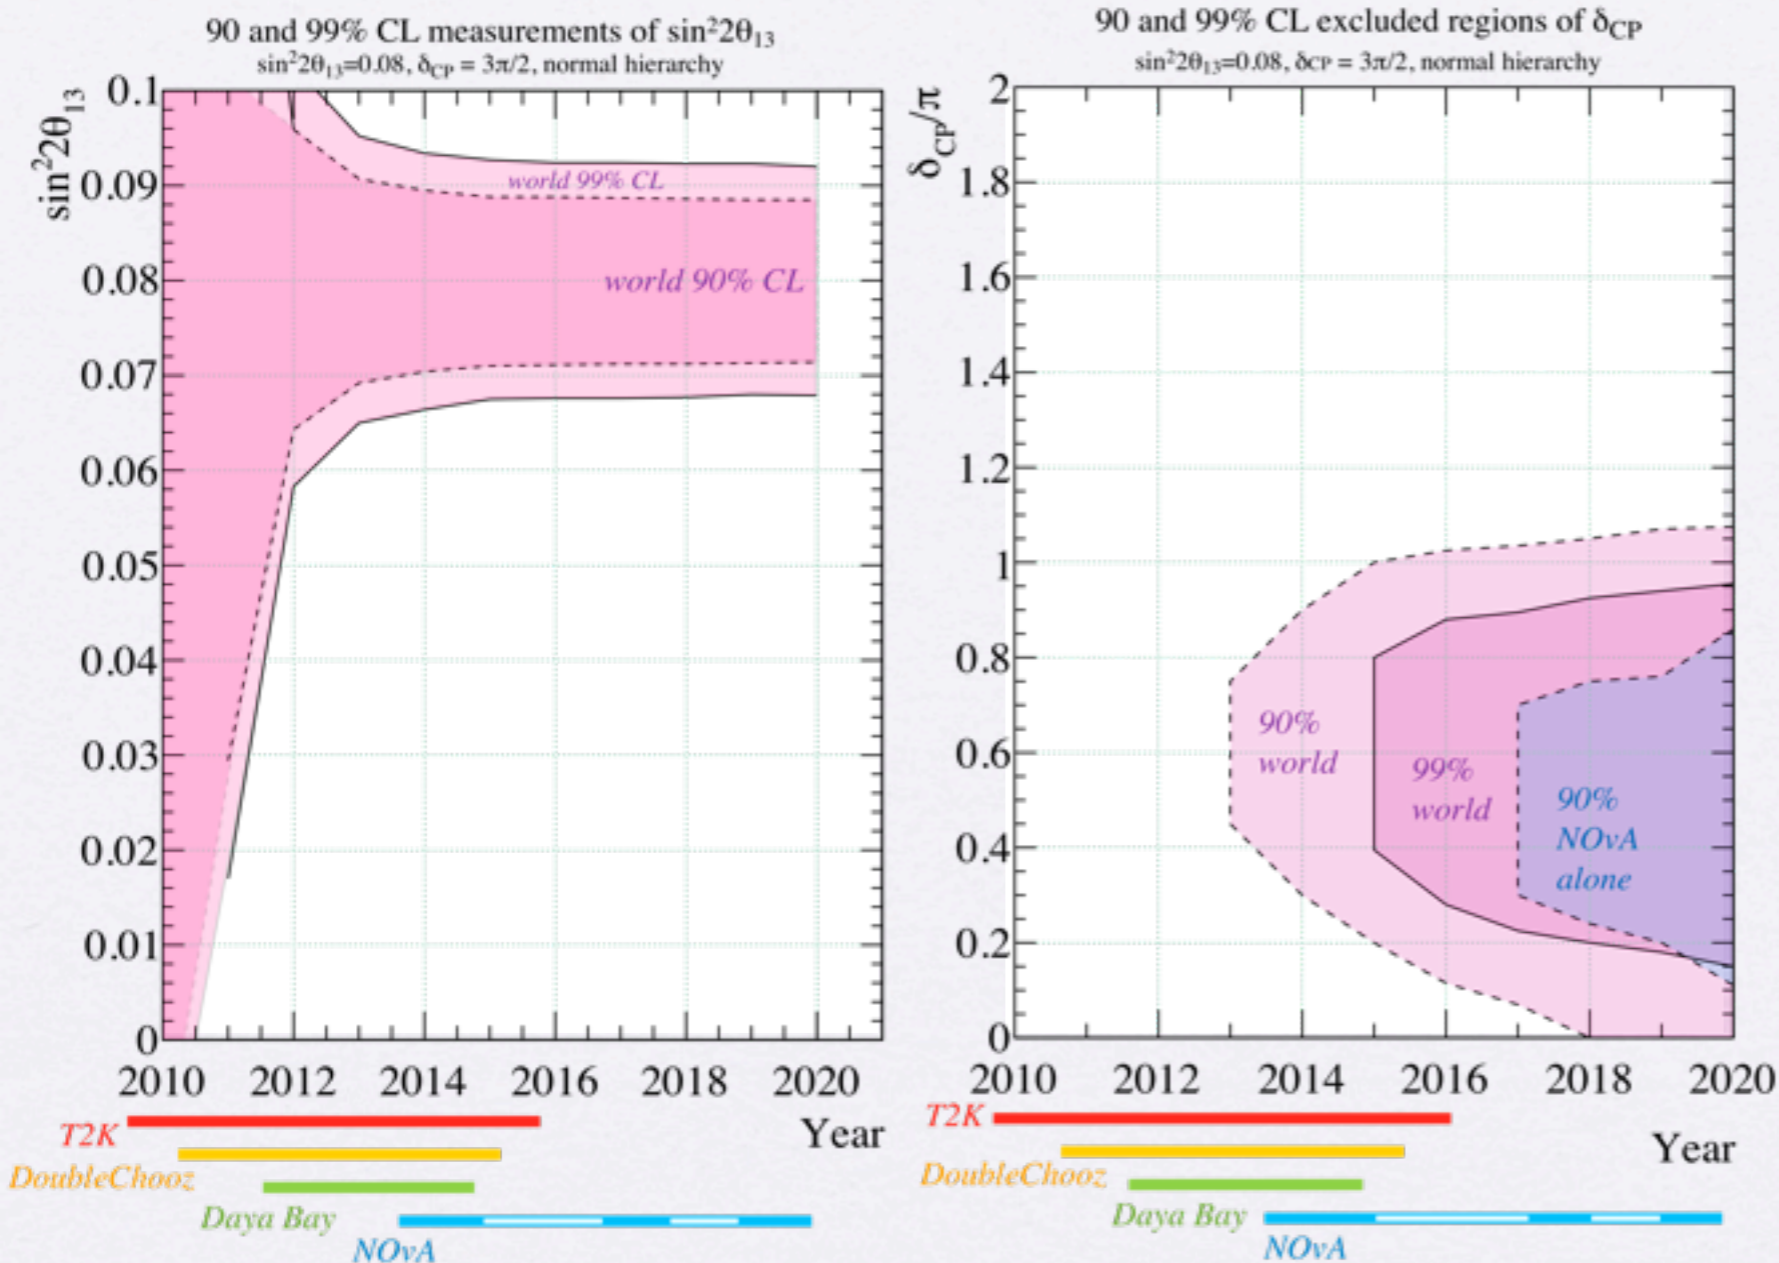 90 and 99% CL measurements of sin²2θ₁₃
sin²2θ₁₃=0.08, δCP = 3π/2, normal hierarchy
sin²2θ₁₃
0.1
0.09
0.08
0.07
0.06
0.05
0.04
0.03
0.02
0.01
0
world 99% CL
world 90% CL
2010 2012 2014 2016 2018 2020
Year
T2K
DoubleChooz
Daya Bay
NOvA
90 and 99% CL excluded regions of δCP
sin²2θ₁₃=0.08, δCP = 3π/2, normal hierarchy
δCP/π
2
1.8
1.6
1.4
1.2
1
0.8
0.6
0.4
0.2
0
90%
world
99%
world
90%
NOvA
alone
2010 2012 2014 2016 2018 2020
Year
T2K
DoubleChooz
Daya Bay
NOvA